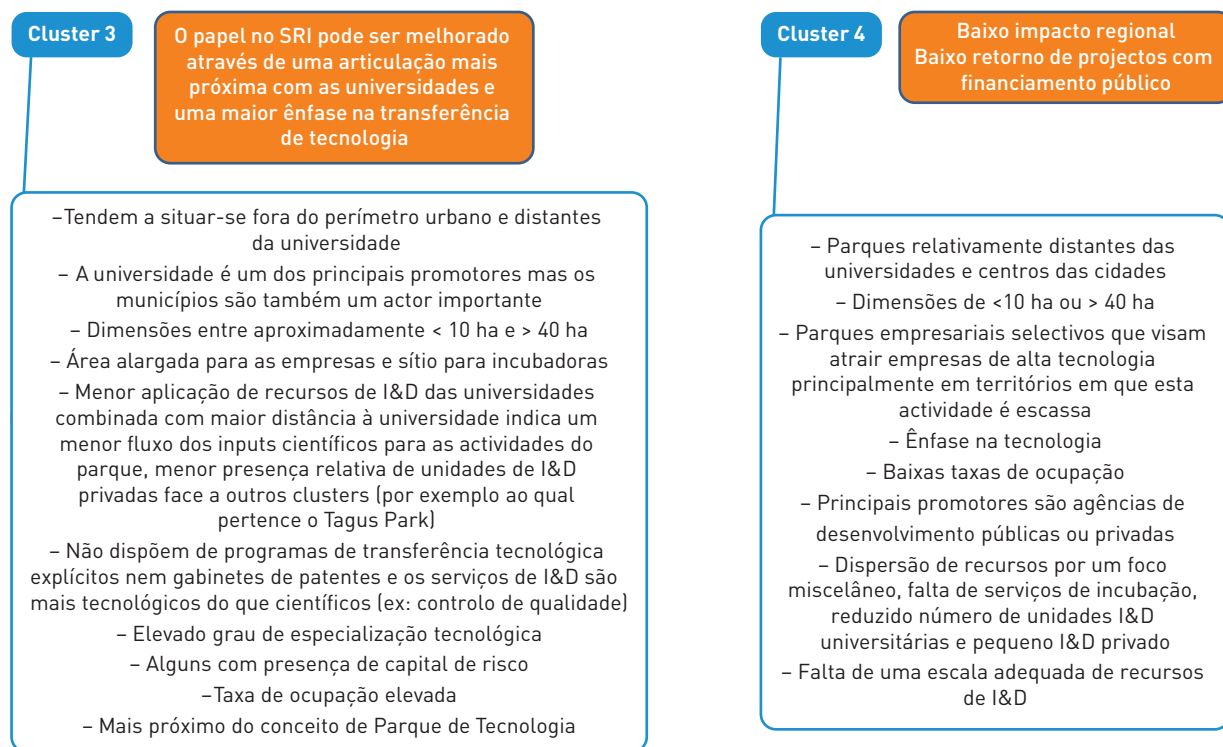 Cluster 3
O papel no SRI pode ser melhorado
através de uma articulação mais
próxima com as universidades e
uma maior ênfase na transferência
de tecnologia
–Tendem a situar-se fora do perímetro urbano e distantes
da universidade
– A universidade é um dos principais promotores mas os
municípios são também um actor importante
– Dimensões entre aproximadamente < 10 ha e > 40 ha
– Área alargada para as empresas e sítio para incubadoras
– Menor aplicação de recursos de I&D das universidades
combinada com maior distância à universidade indica um
menor fluxo dos inputs científicos para as actividades do
parque, menor presença relativa de unidades de I&D
privadas face a outros clusters (por exemplo ao qual
pertence o Tagus Park)
– Não dispõem de programas de transferência tecnológica
explícitos nem gabinetes de patentes e os serviços de I&D são
mais tecnológicos do que científicos (ex: controlo de qualidade)
– Elevado grau de especialização tecnológica
– Alguns com presença de capital de risco
–Taxa de ocupação elevada
– Mais próximo do conceito de Parque de Tecnologia
Cluster 4
Baixo impacto regional
Baixo retorno de projectos com
financiamento público
– Parques relativamente distantes das
universidades e centros das cidades
– Dimensões de <10 ha ou > 40 ha
– Parques empresariais selectivos que visam
atrair empresas de alta tecnologia
principalmente em territórios em que esta
actividade é escassa
– Ênfase na tecnologia
– Baixas taxas de ocupação
– Principais promotores são agências de
desenvolvimento públicas ou privadas
– Dispersão de recursos por um foco
miscelâneo, falta de serviços de incubação,
reduzido número de unidades I&D
universitárias e pequeno I&D privado
– Falta de uma escala adequada de recursos
de I&D